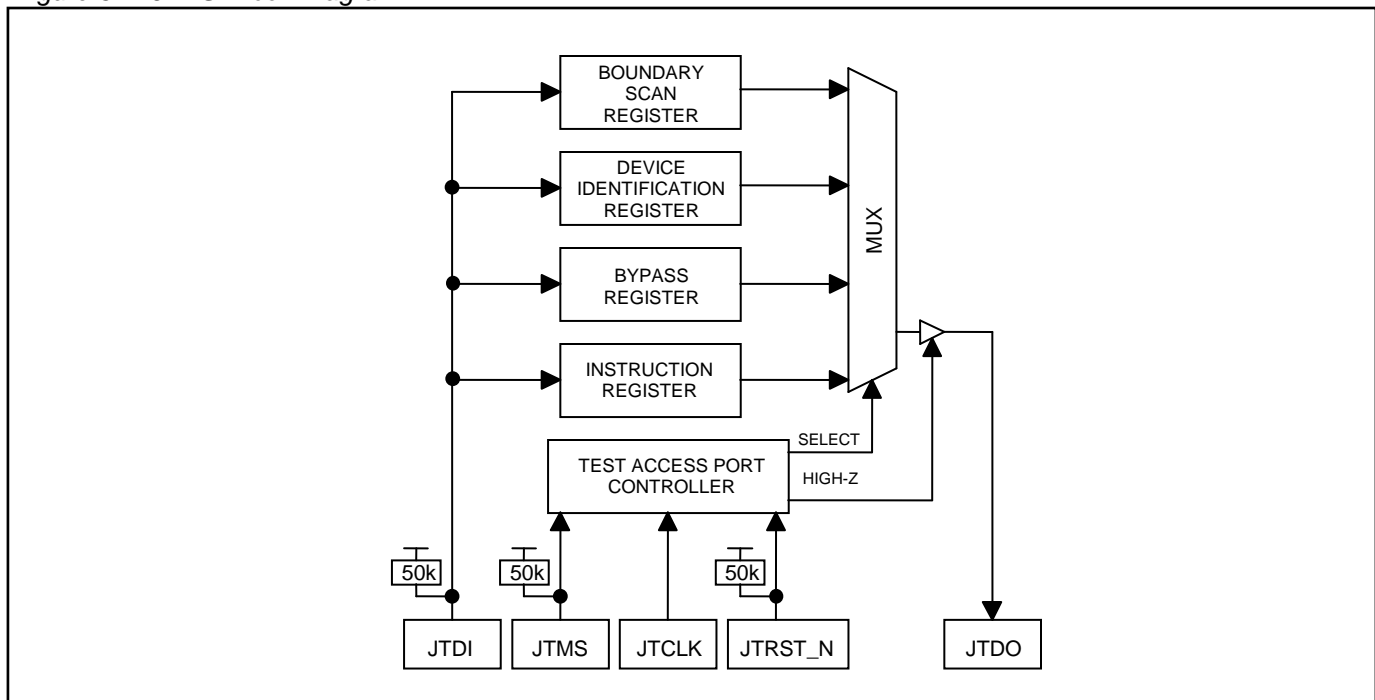 BOUNDARY
SCAN
REGISTER
DEVICE
IDENTIFICATION
REGISTER
BYPASS
REGISTER
INSTRUCTION
REGISTER
MUX
TEST ACCESS PORT
CONTROLLER
SELECT
HIGH-Z
50k
50k
50k
JTDI
JTMS
JTCLK
JTRST_N
JTDO